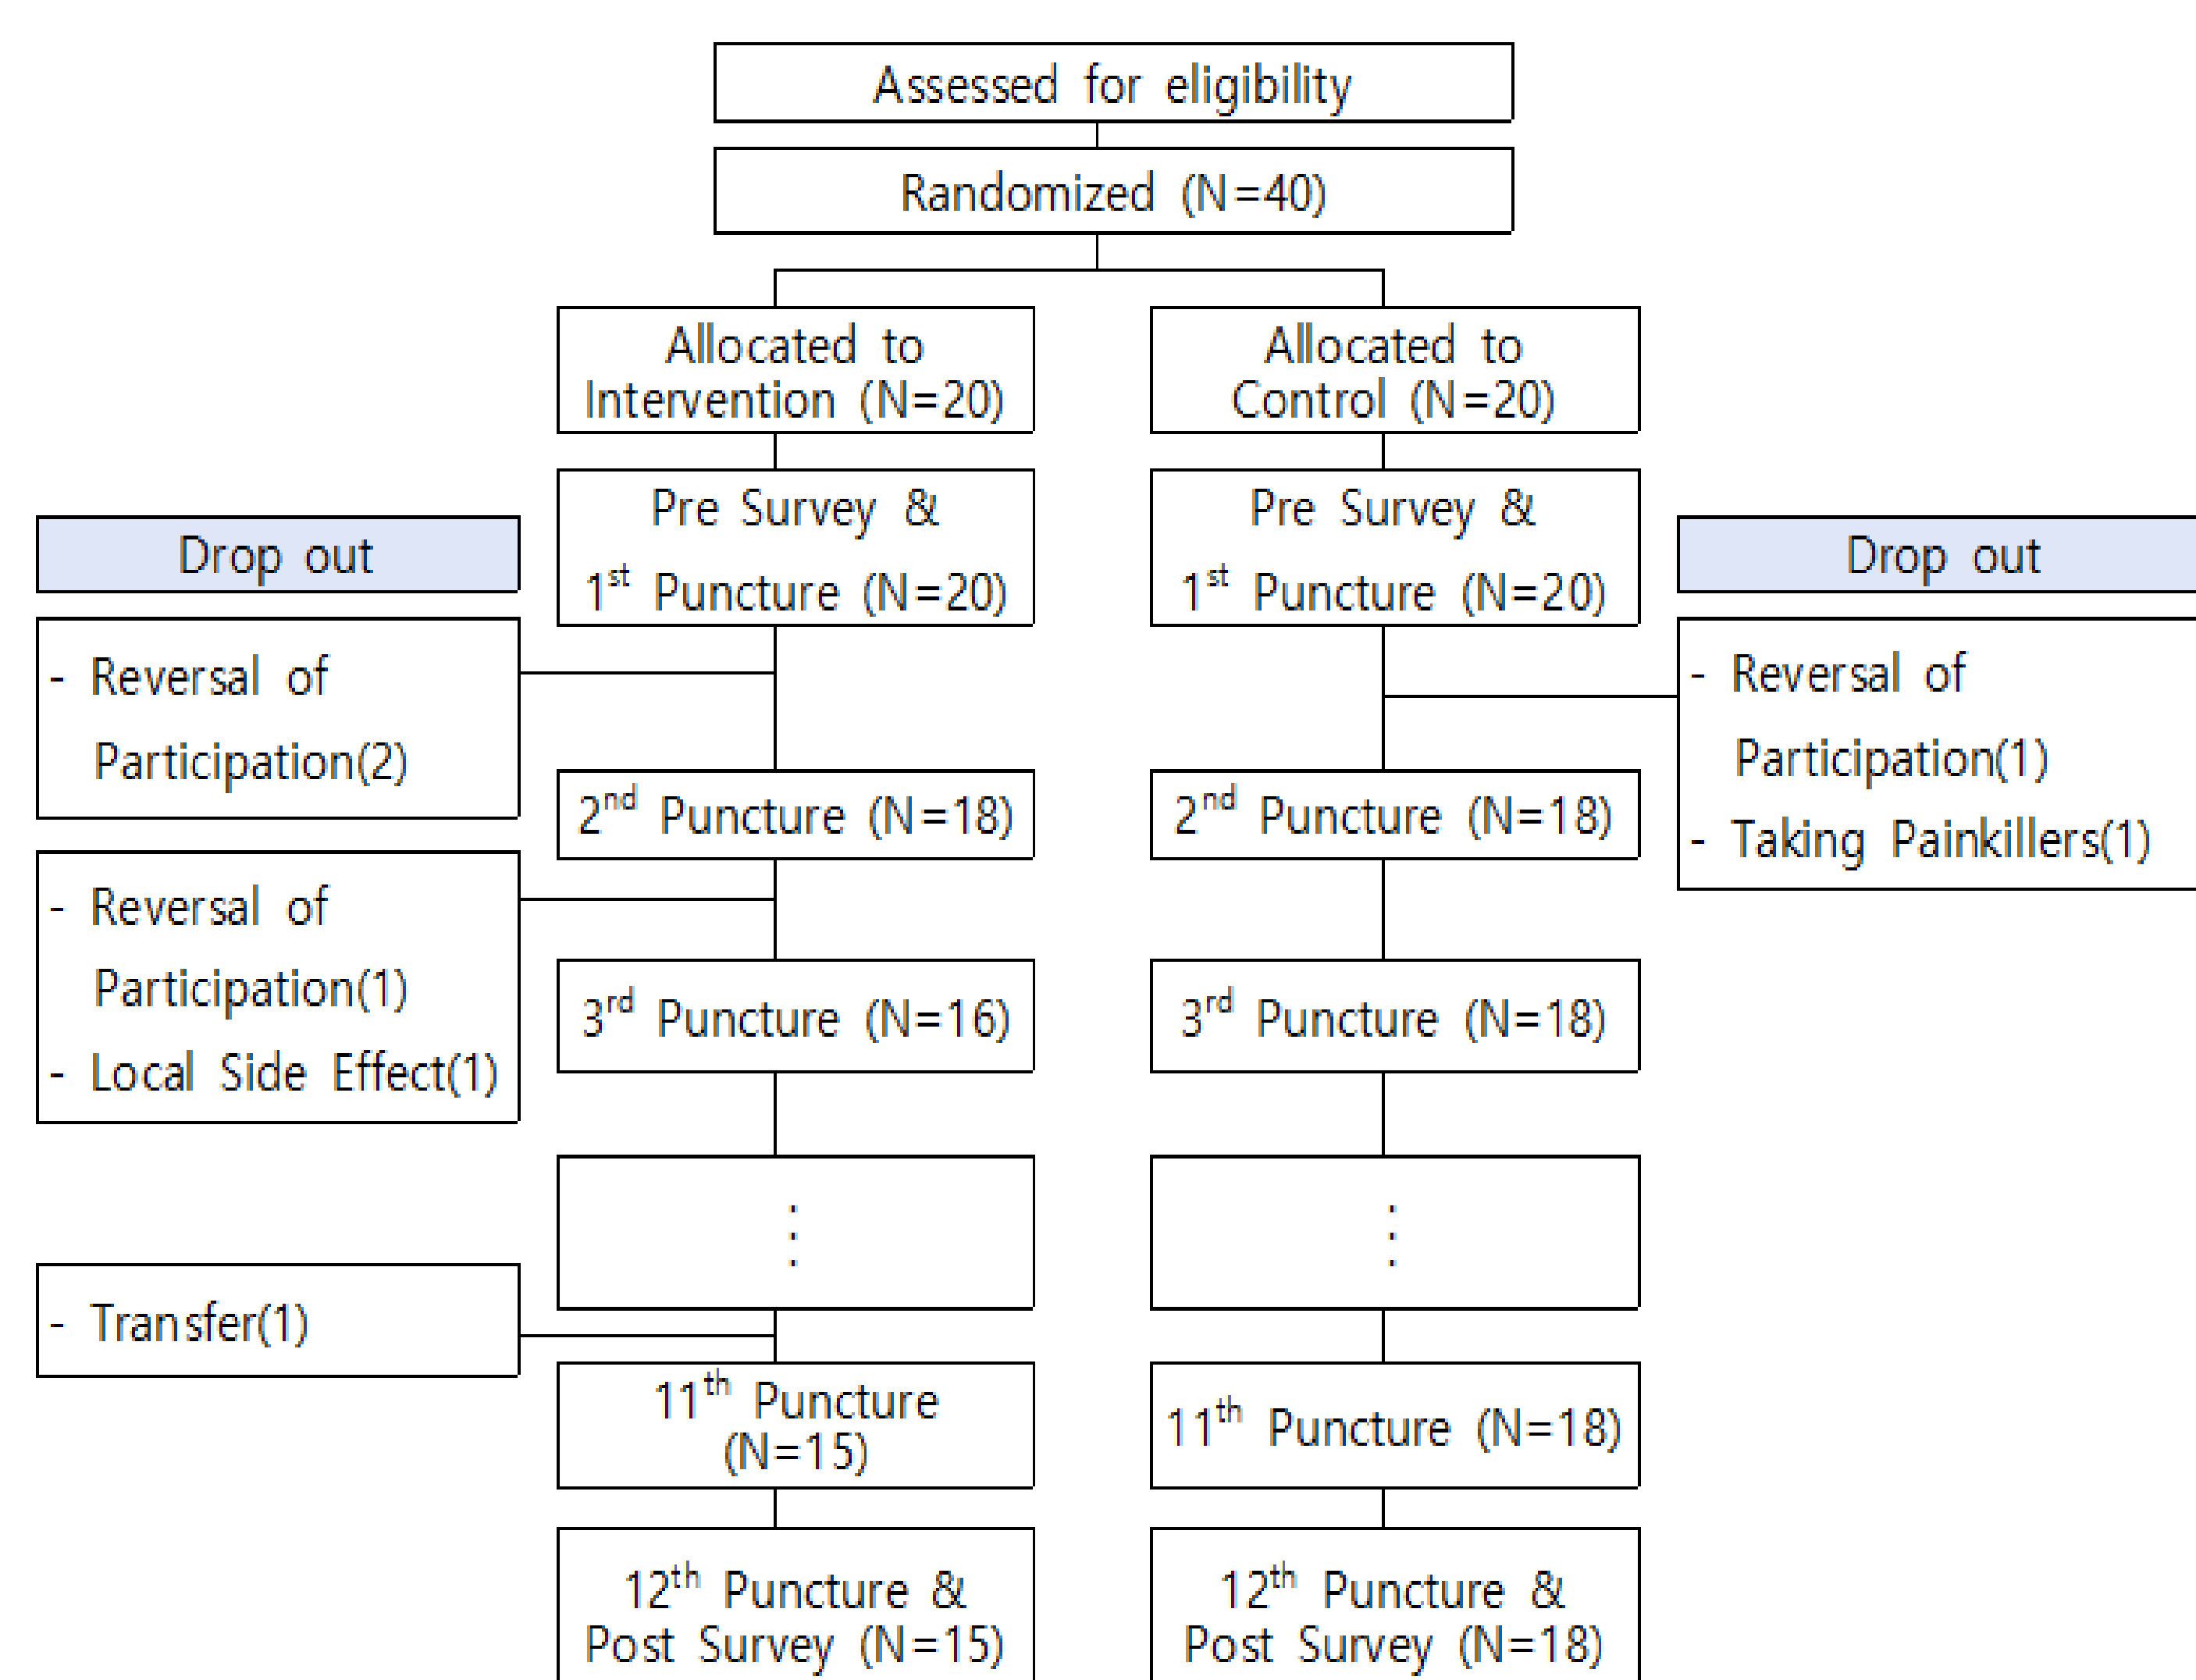 Assessed for eligibility
Randomized (N=40)
Allocated to
Intervention (N=20)
Allocated to
Control (N=20)
Pre Survey &
1st Puncture (N=20)
Pre Survey &
1st Puncture (N=20)
Drop out
Drop out
- Reversal of
Participation(2)
- Reversal of
Participation(1)
- Taking Painkillers(1)
2nd Puncture (N=18)
2nd Puncture (N=18)
- Reversal of
Participation(1)
- Local Side Effect(1)
3rd Puncture (N=16)
3rd Puncture (N=18)
⋮
⋮
- Transfer(1)
11th Puncture
(N=15)
11th Puncture (N=18)
12th Puncture &
Post Survey (N=15)
12th Puncture &
Post Survey (N=18)